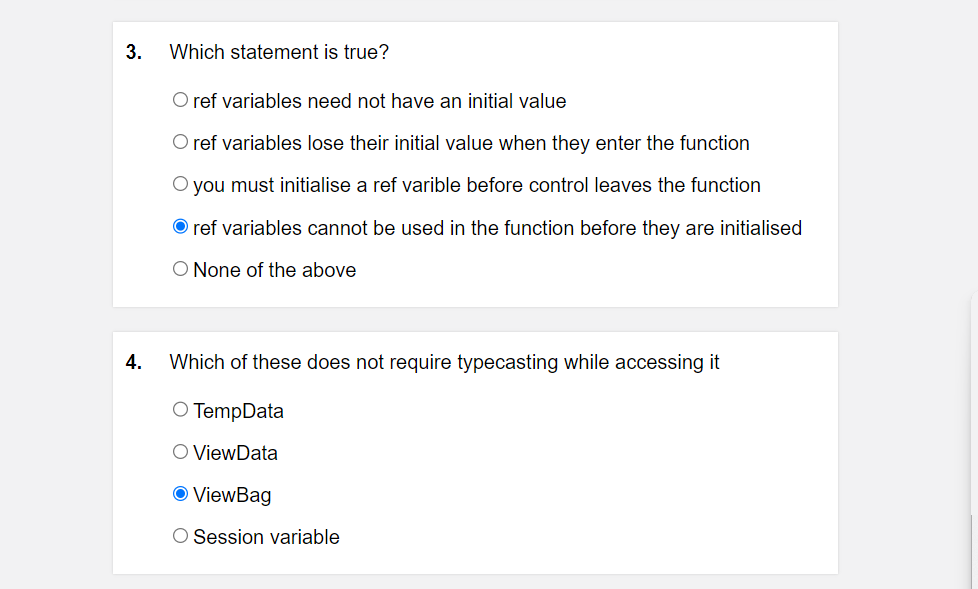 3. Which statement is true?
ref variables need not have an initial value
ref variables lose their initial value when they enter the function
you must initialise a ref varible before control leaves the function
ref variables cannot be used in the function before they are initialised
None of the above
4. Which of these does not require typecasting while accessing it
TempData
ViewData
ViewBag
Session variable